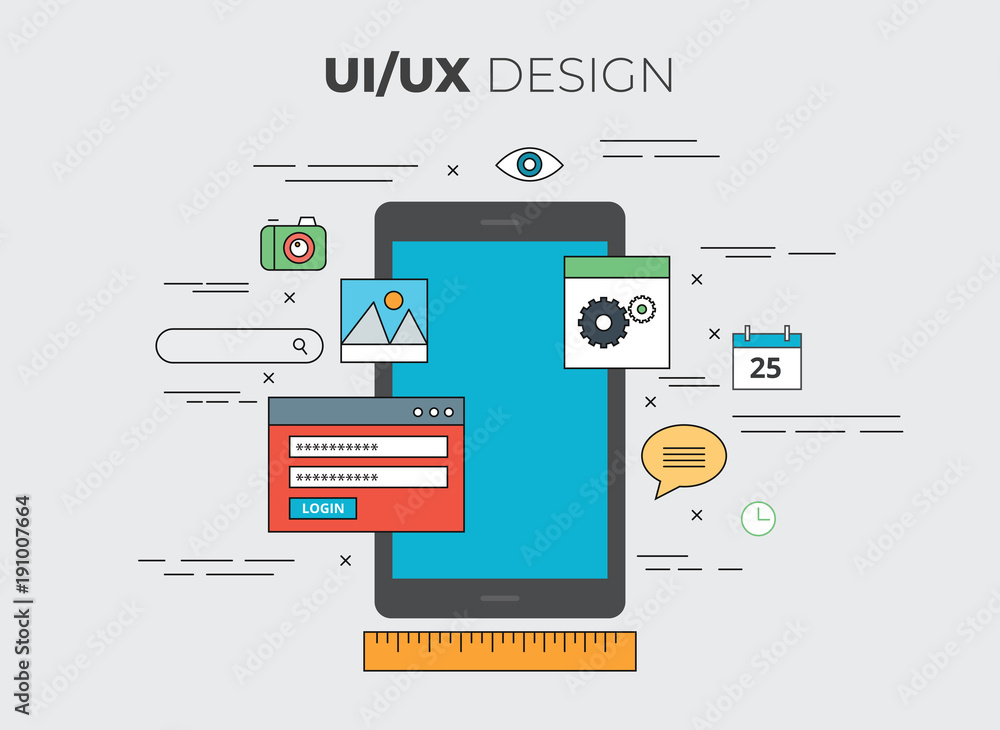 UI/UX DESIGN
25
**********
**********
LOGIN
Adobe Stock | #191007664